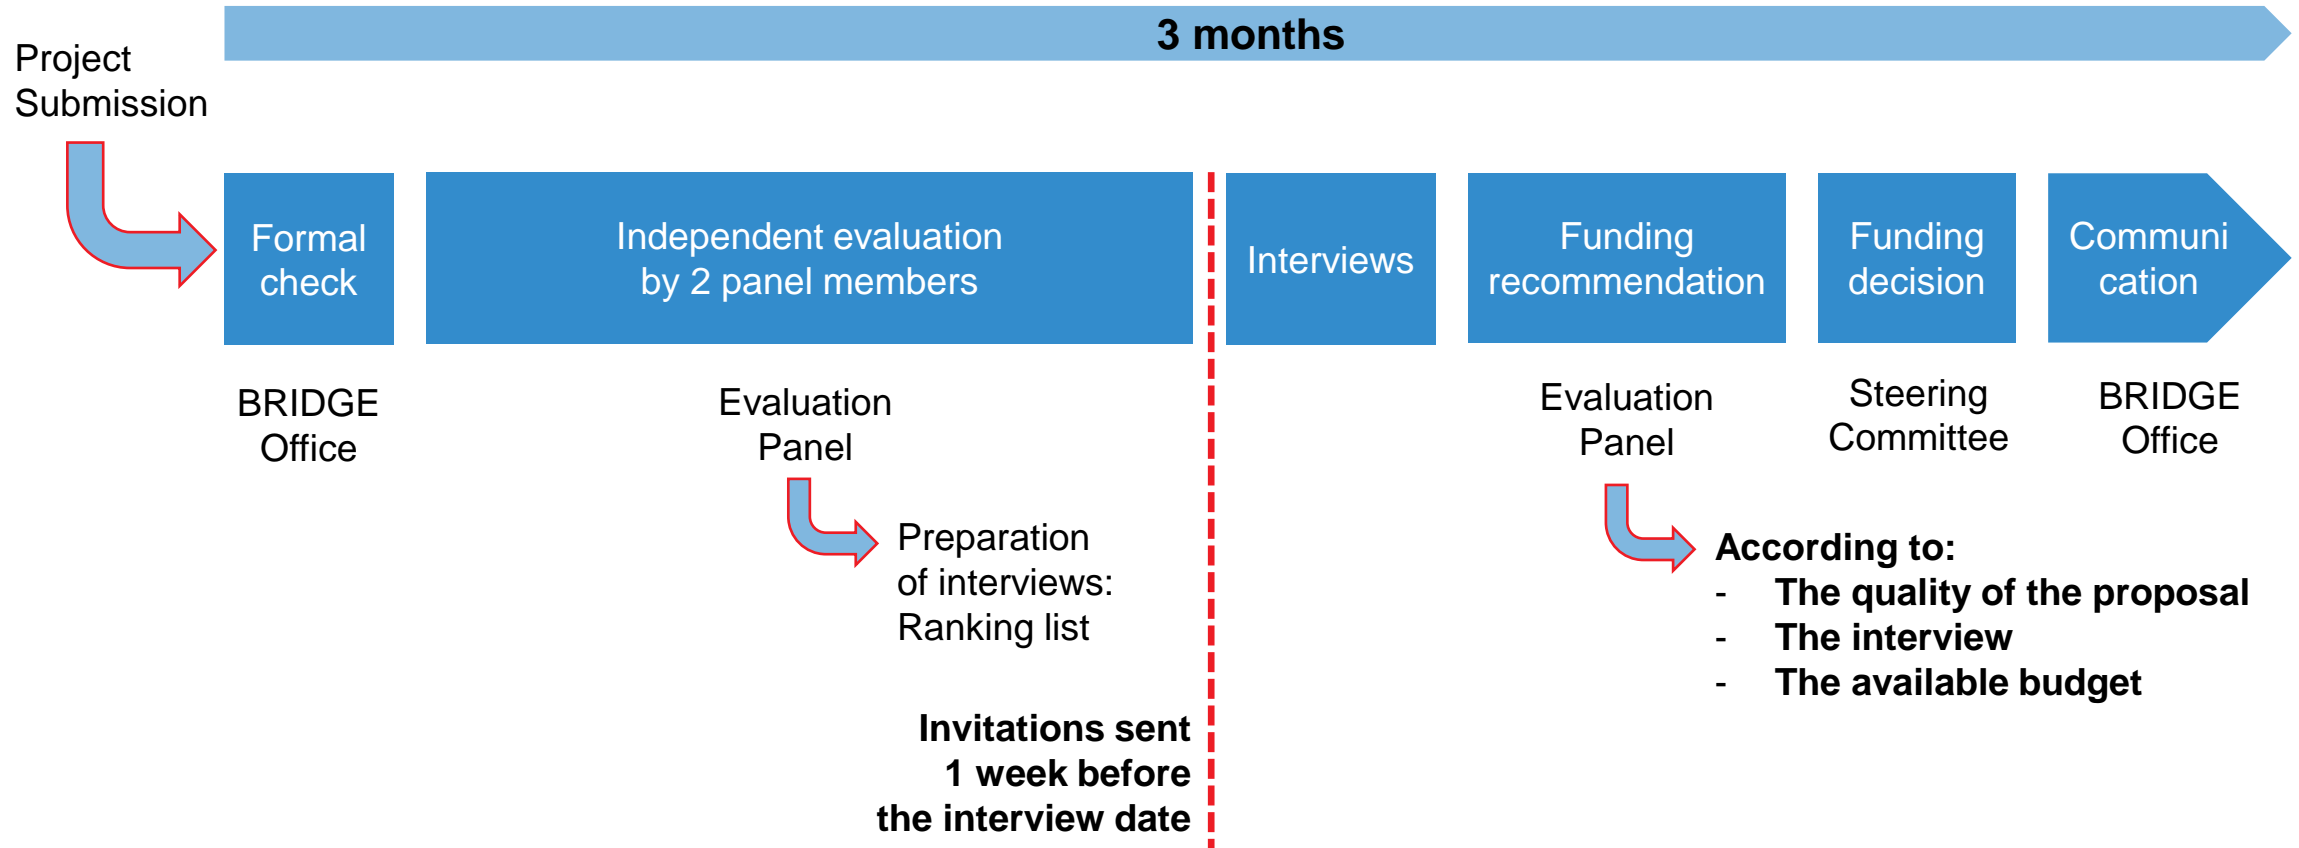 3 months
Project
Submission
Formal
check
Independent evaluation
by 2 panel members
Interviews
Funding
recommendation
Funding
decision
Communi
cation
BRIDGE
Office
Evaluation
Panel
Evaluation
Panel
Steering
Committee
BRIDGE
Office
Preparation
of interviews:
Ranking list
According to:
- The quality of the proposal
- The interview
- The available budget
Invitations sent
1 week before
the interview date